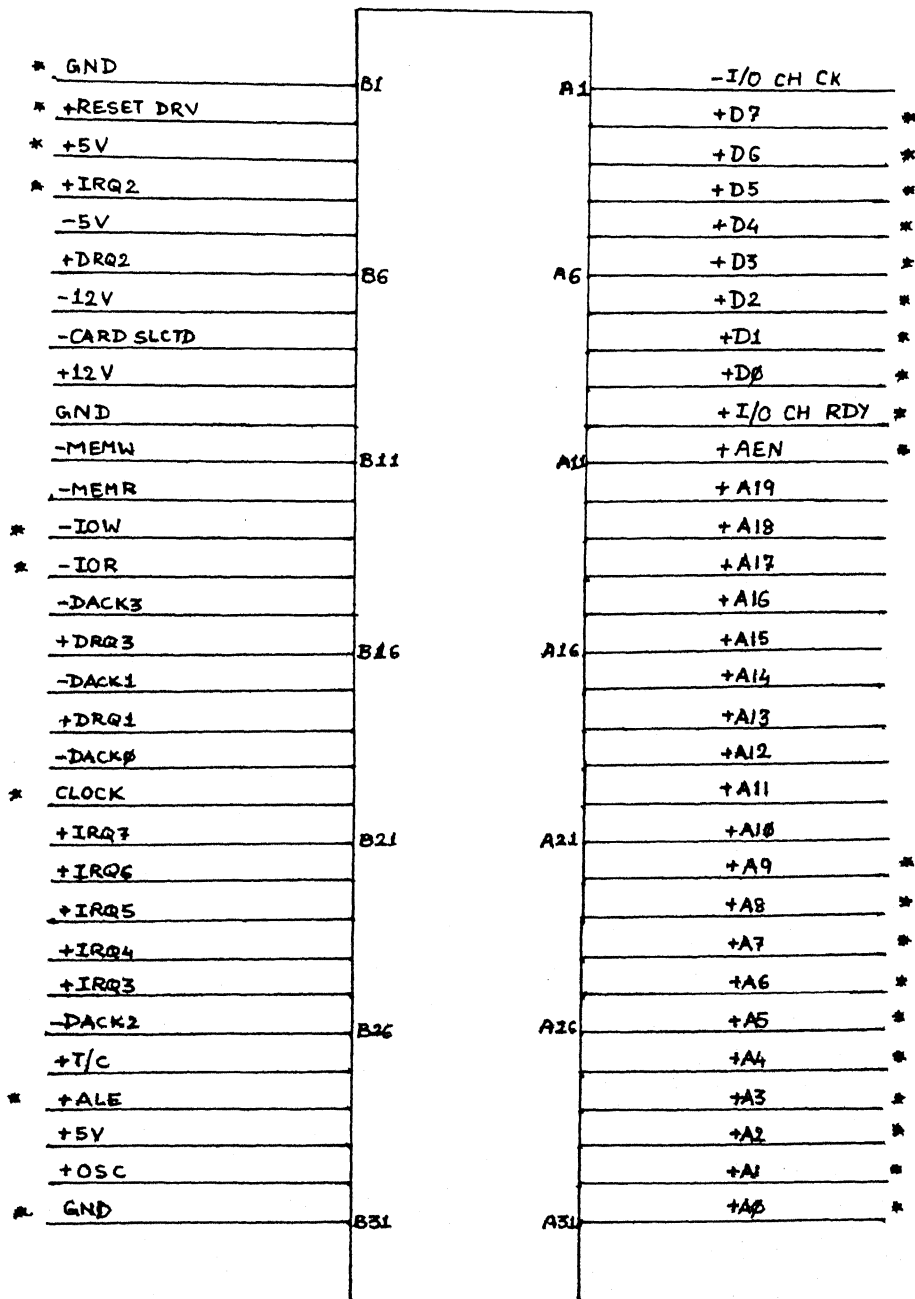 * GND B1 A1 -I/O CH CK
* +RESET DRV +D7 *
* +5V +D6 *
* +IRQ2 +D5 *
-5V +D4 *
+DRQ2 B6 A6 +D3 *
-12V +D2 *
-CARD SLCTD +D1 *
+12V +DØ *
GND +I/O CH RDY *
-MEMW B11 A11 +AEN *
-MEMR +A19
* -IOW +A18
* -IOR +A17
-DACK3 +A16
+DRQ3 B16 A16 +A15
-DACK1 +A14
+DRQ1 +A13
-DACKØ +A12
* CLOCK +A11
+IRQ7 B21 A21 +A1Ø
+IRQ6 +A9 *
+IRQ5 +A8 *
+IRQ4 +A7 *
+IRQ3 +A6 *
-DACK2 B26 A26 +A5 *
+T/C +A4 *
* +ALE +A3 *
+5V +A2 *
+OSC +A1 *
* GND B31 A31 +AØ *